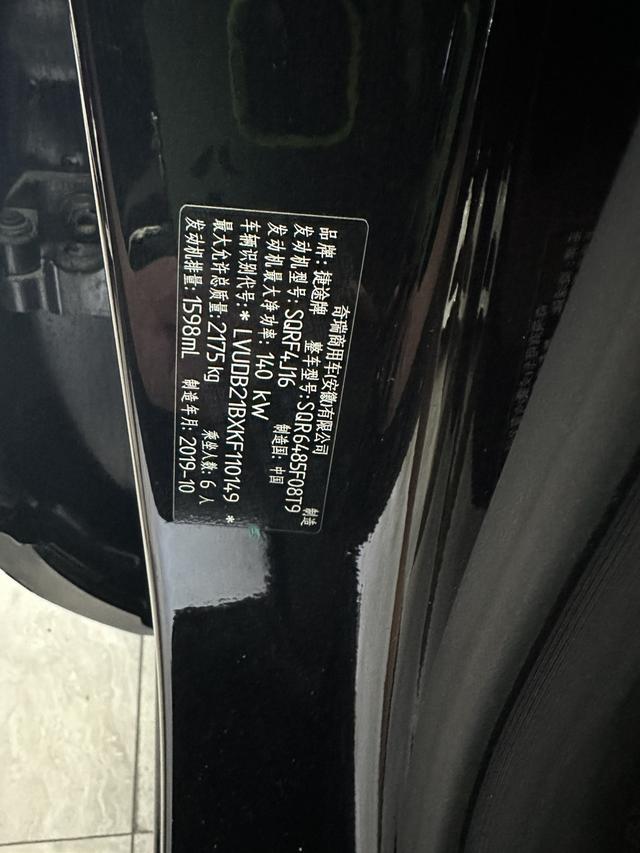 奇瑞商用车(安徽)有限公司 制造
品牌: 捷途牌 整车型号:SQR6485F08T9
发动机型号: SQRF4J16 制造国: 中国
发动机最大净功率: 140 kW
车辆识别代号:* LVUDB21BXKF110149 *
最大允许总质量: 2175kg 乘坐人数: 6 人
发动机排量: 1598mL 制造年月: 2019-10